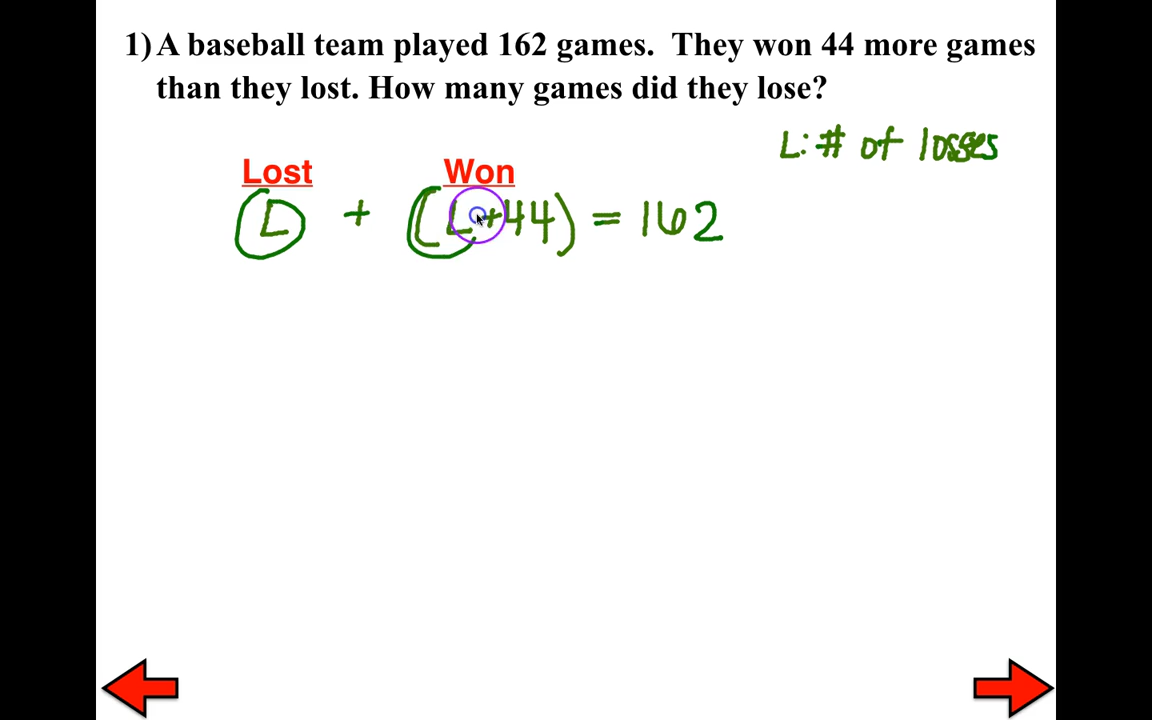 1) A baseball team played 162 games. They won 44 more games
than they lost. How many games did they lose?
L: # of losses
Lost Won
L + (L+44) = 162